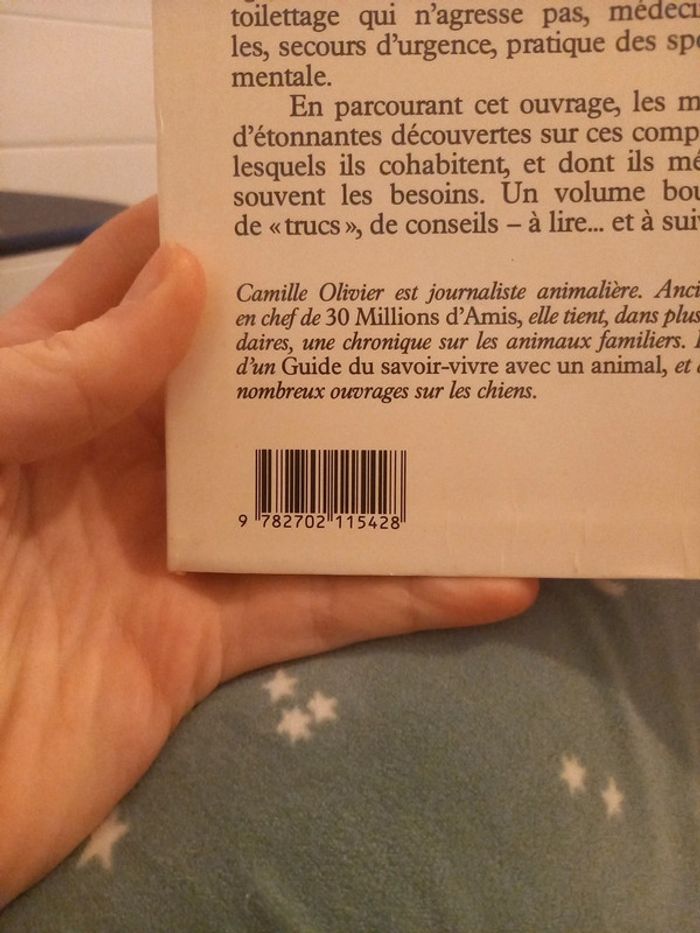 toilettage qui n'agresse pas, médeci
les, secours d'urgence, pratique des spo
mentale.
En parcourant cet ouvrage, les m
d'étonnantes découvertes sur ces comp
lesquels ils cohabitent, et dont ils mé
souvent les besoins. Un volume bou
de « trucs », de conseils – à lire... et à suiv
Camille Olivier est journaliste animalière. Anci
en chef de 30 Millions d'Amis, elle tient, dans plus
daires, une chronique sur les animaux familiers.
d'un Guide du savoir-vivre avec un animal, et
nombreux ouvrages sur les chiens.
9 782702 115428